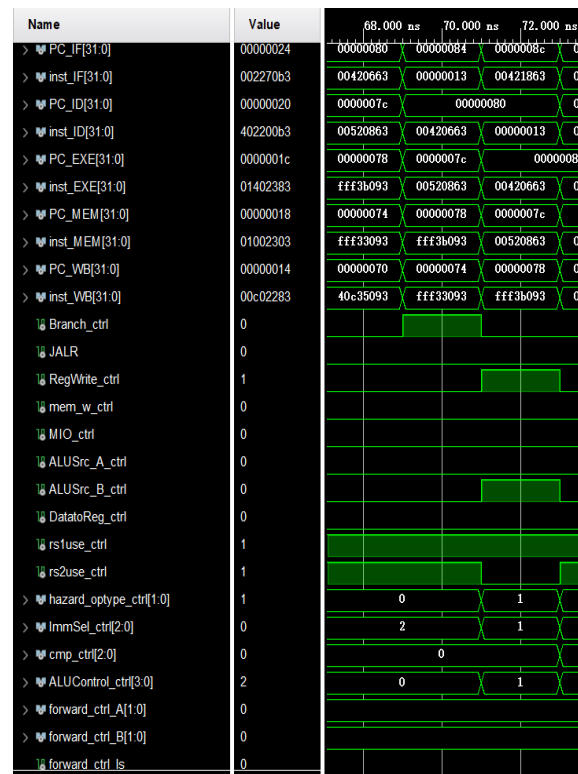 Name Value 68.000 ns 70.000 ns 72.000 ns
PC_IF[31:0] 00000024 00000080 00000084 0000008c
inst_IF[31:0] 002270b3 00420663 00000013 00421863
PC_ID[31:0] 00000020 0000007c 00000080
inst_ID[31:0] 402200b3 00520863 00420663 00000013
PC_EXE[31:0] 0000001c 00000078 0000007c 0000008
inst_EXE[31:0] 01402383 fff3b093 00520863 00420663
PC_MEM[31:0] 00000018 00000074 00000078 0000007c
inst_MEM[31:0] 01002303 fff33093 fff3b093 00520863
PC_WB[31:0] 00000014 00000070 00000074 00000078
inst_WB[31:0] 00c02283 40c35093 fff33093 fff3b093
Branch_ctrl 0
JALR 0
RegWrite_ctrl 1
mem_w_ctrl 0
MIO_ctrl 0
ALUSrc_A_ctrl 0
ALUSrc_B_ctrl 0
DatatoReg_ctrl 0
rs1use_ctrl 1
rs2use_ctrl 1
hazard_optype_ctrl[1:0] 1 0 1
ImmSel_ctrl[2:0] 0 2 1
cmp_ctrl[2:0] 0 0
ALUControl_ctrl[3:0] 2 0 1
forward_ctrl_A[1:0] 0
forward_ctrl_B[1:0] 0
forward_ctrl_ls 0